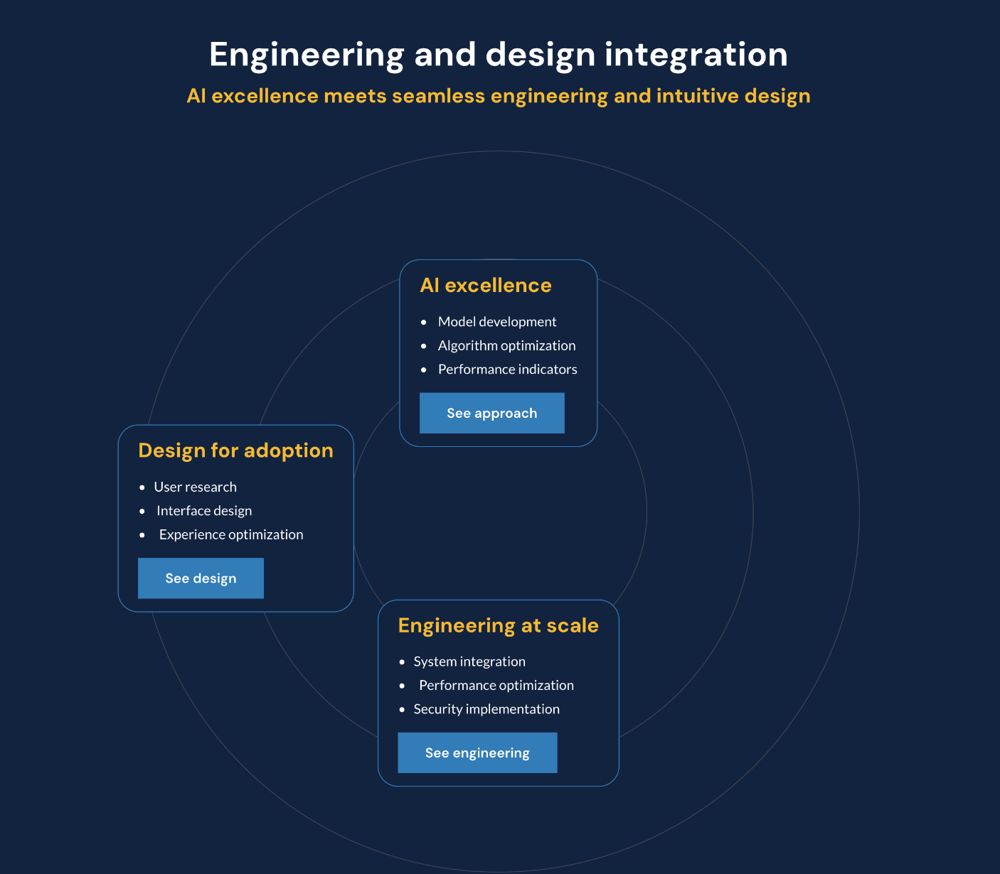 Engineering and design integration
AI excellence meets seamless engineering and intuitive design
AI excellence
• Model development
• Algorithm optimization
• Performance indicators
See approach
Design for adoption
• User research
• Interface design
• Experience optimization
See design
Engineering at scale
• System integration
• Performance optimization
• Security implementation
See engineering